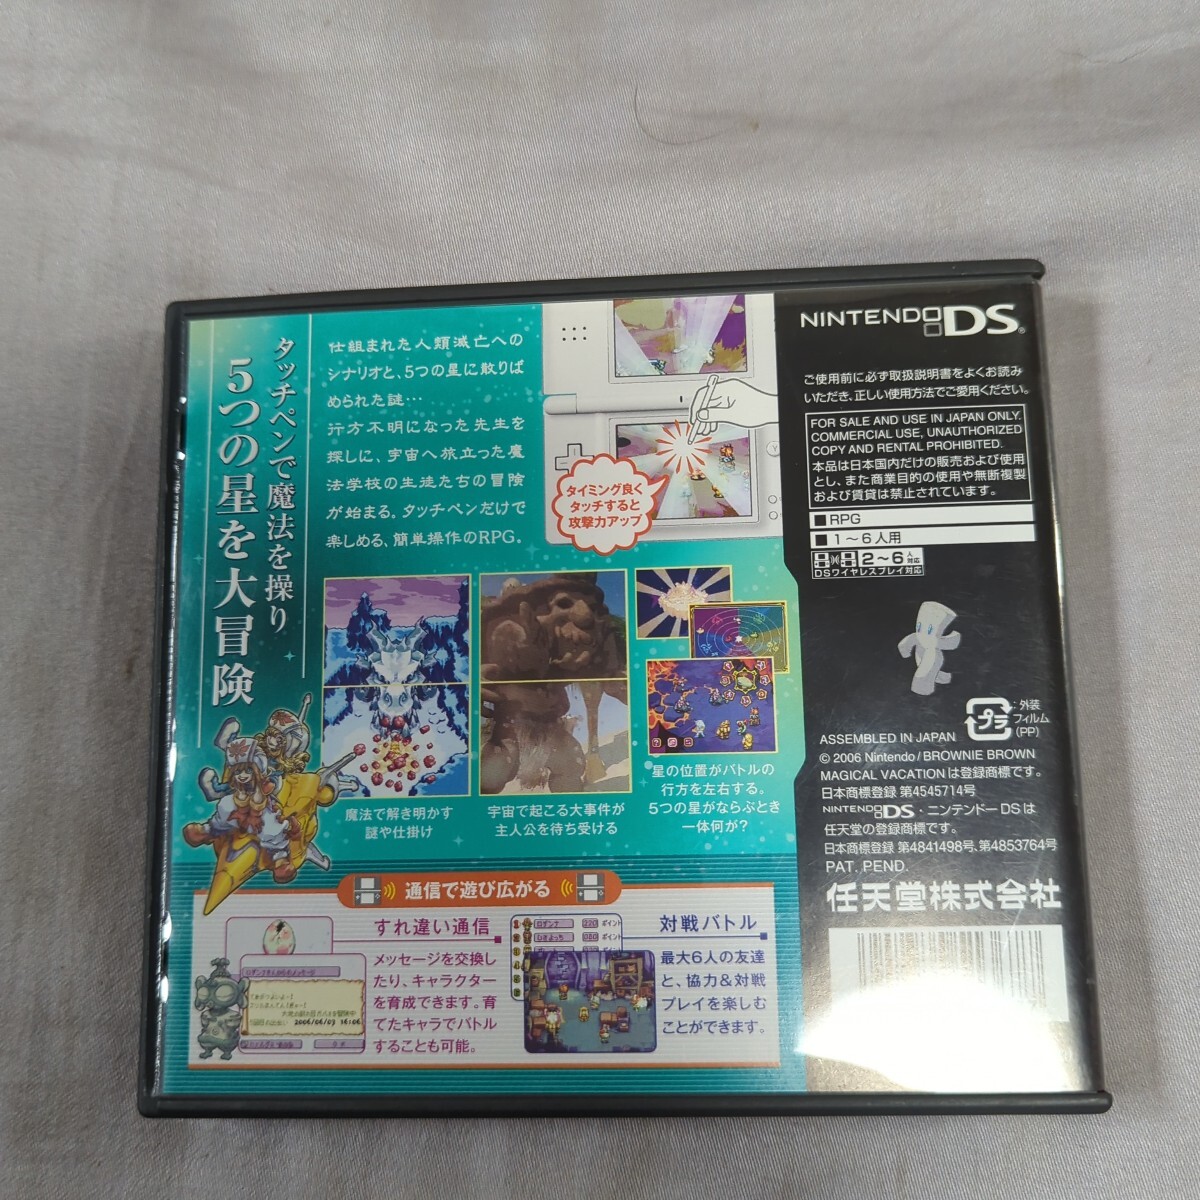 タッチペンで魔法を操り
5つの星を大冒険
仕組まれた人類滅亡への
シナリオと、5つの星に散りば
められた謎…
行方不明になった先生を
探しに、宇宙へ旅立った魔
法学校の生徒たちの冒険
が始まる。タッチペンだけで
楽しめる、簡単操作のRPG。
タイミング良く
タッチすると
攻撃力アップ
魔法で解き明かす
謎や仕掛け
宇宙で起こる大事件が
主人公を待ち受ける
星の位置がバトルの
行方を左右する。
5つの星がならぶとき
一体何が?
通信で遊び広がる
すれ違い通信
メッセージを交換し
たり、キャラクター
を育成できます。育
てたキャラでバトル
することも可能。
2006/06/03 16:06
対戦バトル
最大6人の友達
と、協力&対戦
プレイを楽しむ
ことができます。
NINTENDO DS®
ご使用前に必ず取扱説明書をよくお読み
いただき、正しい使用方法でご愛用ください。
FOR SALE AND USE IN JAPAN ONLY.
COMMERCIAL USE, UNAUTHORIZED
COPY AND RENTAL PROHIBITED.
本品は日本国内だけの販売および使用
とし、また商業目的の使用や無断複製
および賃貸は禁止されています。
■RPG
■1〜6人用
2〜6人対応
DSワイヤレスプレイ対応
プラ
:外装
フィルム
(PP)
ASSEMBLED IN JAPAN
© 2006 Nintendo/BROWNIE BROWN
MAGICAL VACATIONは登録商標です。
日本商標登録 第4545714号
NINTENDO DS・ニンテンドーDSは
任天堂の登録商標です。
日本商標登録 第4841498号、第4853764号
PAT. PEND.
任天堂株式会社